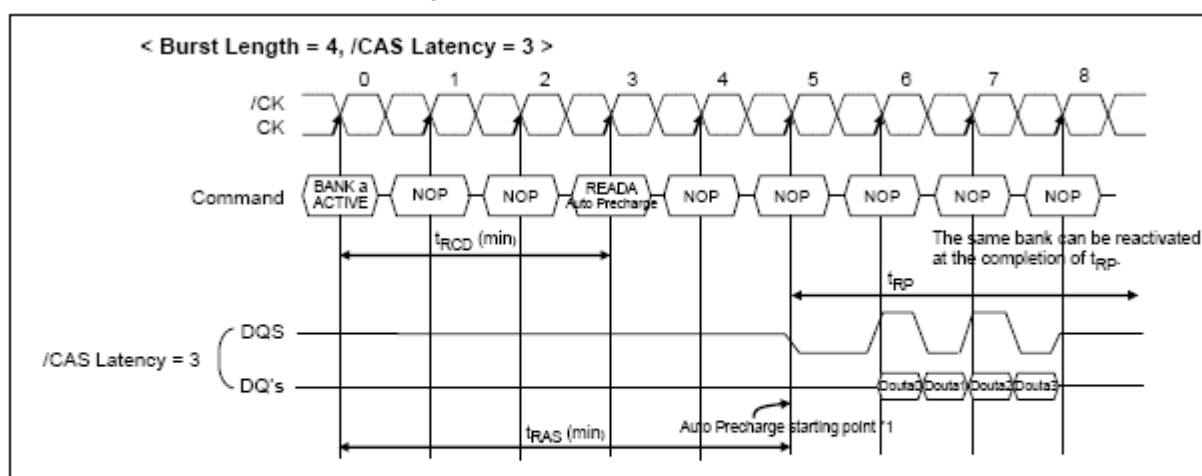 < Burst Length = 4, /CAS Latency = 3 >
0 1 2 3 4 5 6 7 8
/CK
CK
Command
BANK a ACTIVE NOP NOP READA Auto Precharge NOP NOP NOP NOP NOP
tRCD (min)
The same bank can be reactivated
at the completion of tRP.
tRP
DQS
/CAS Latency = 3
DQ's
Douta0 Douta1 Douta2 Douta3
Auto Precharge starting point *1
tRAS (min)